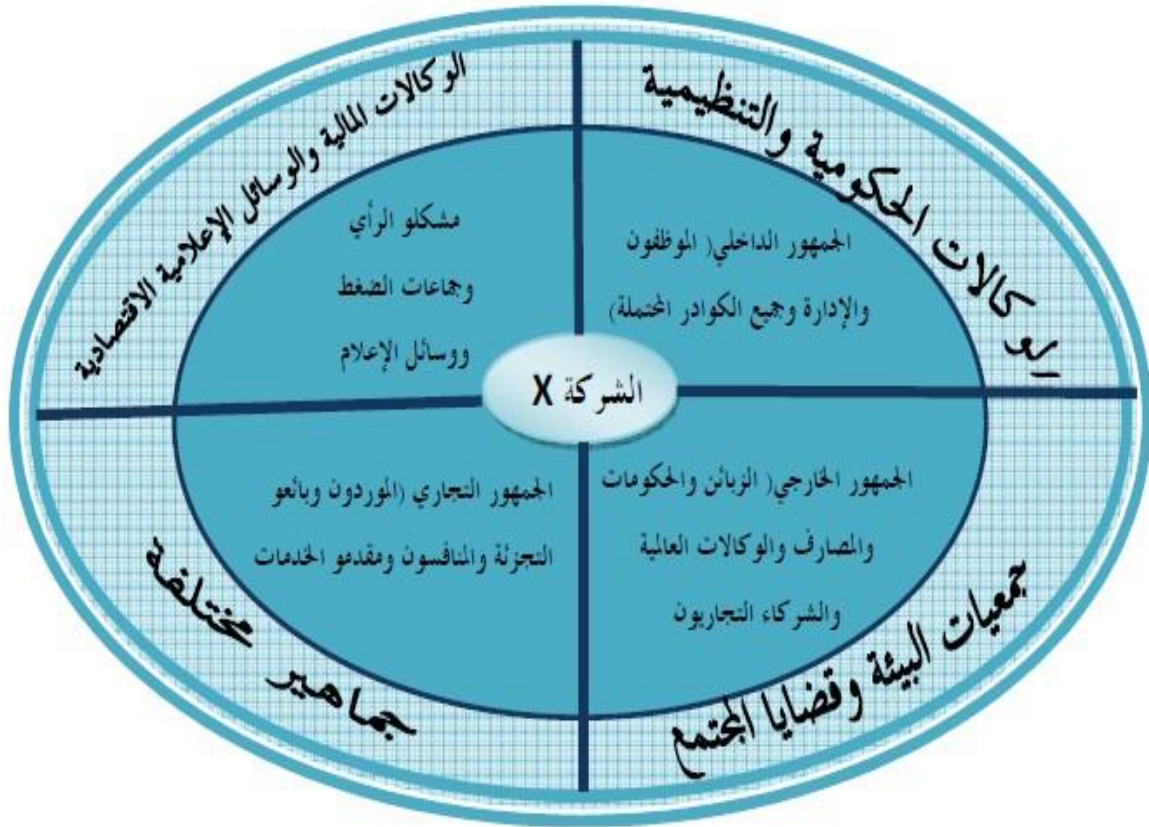 الوكالات الحكومية والتنظيمية
الوكالات المالية والوسائل الإعلامية الاقتصادية
الجمهور الداخلي( الموظفون
والإدارة وجميع الكوادر المحتملة)
مشكلو الرأي
وجماعات الضغط
ووسائل الإعلام
الشركة X
الجمهور الخارجي( الزبائن والحكومات
والمصارف والوكالات العالمية
والشركاء التجاريون
الجمهور التجاري (الموردون وبائعو
التجزئة والمنافسون ومقدمو الخدمات
جمعيات البيئة وقضايا المجتمع
جماهير مختلفة